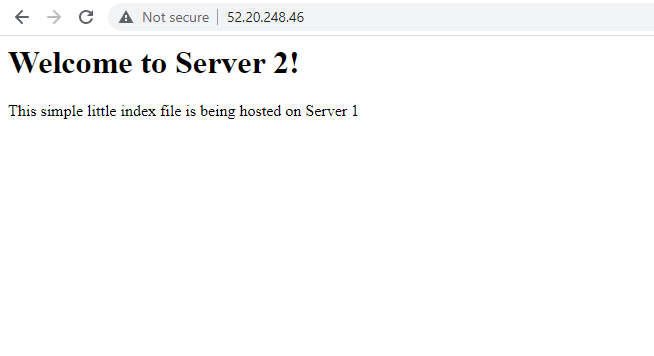 Not secure | 52.20.248.46
Welcome to Server 2!
This simple little index file is being hosted on Server 1